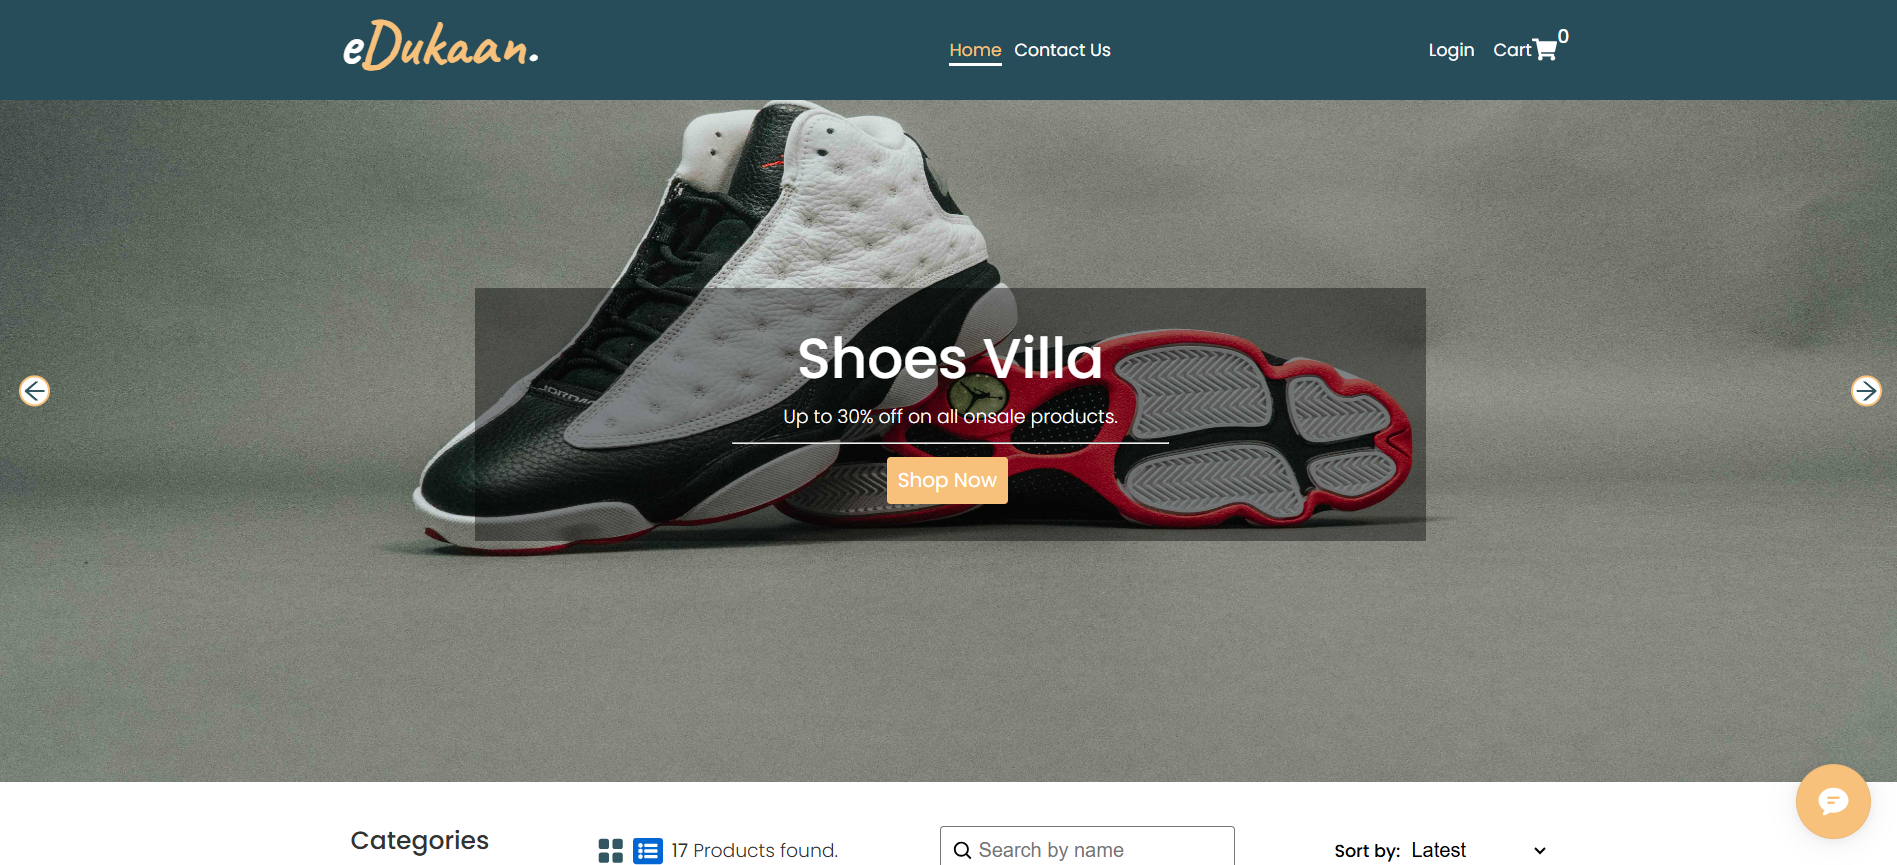 eDukaan.
Home Contact Us
Login Cart 0
JORDAN
Shoes Villa
Up to 30% off on all onsale products.
Shop Now
Categories
17 Products found.
Search by name
Sort by: Latest